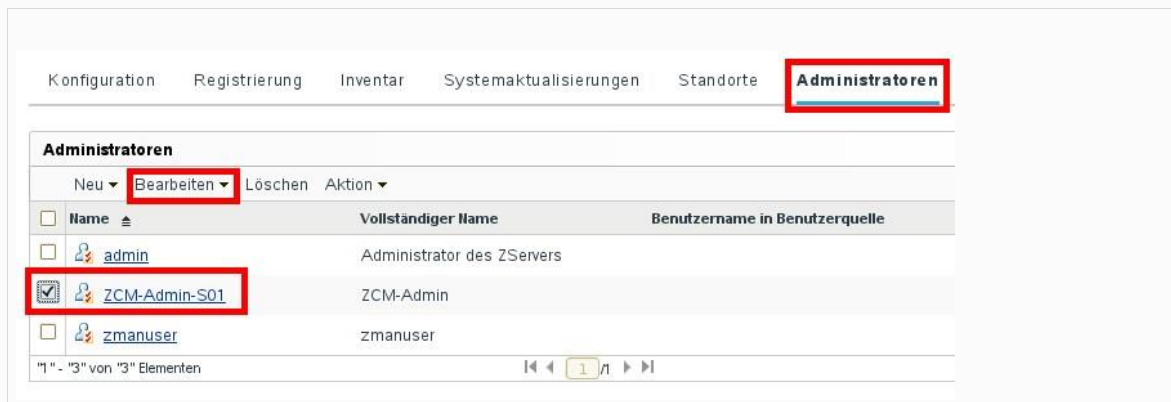 Konfiguration Registrierung Inventar Systemaktualisierungen Standorte Administratoren
Administratoren
Neu Bearbeiten Löschen Aktion
Name Vollständiger Name Benutzername in Benutzerquelle
admin Administrator des ZServers
ZCM-Admin-S01 ZCM-Admin
zmanuser zmanuser
"1" - "3" von "3" Elementen 1 /1